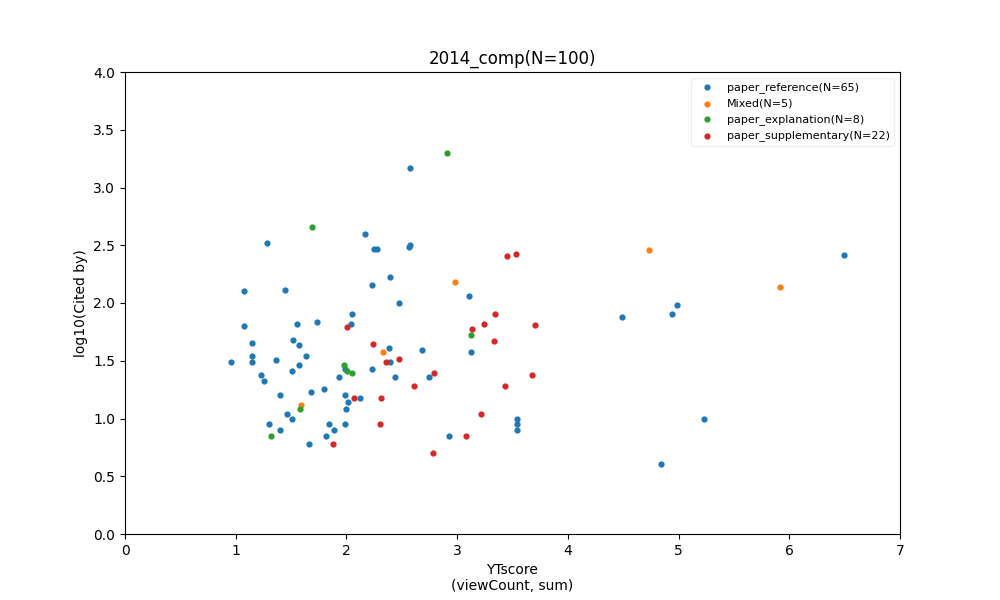 2014_comp(N=100)
paper_reference(N=65)
Mixed(N=5)
paper_explanation(N=8)
paper_supplementary(N=22)
log10(Cited by)
4.0
3.5
3.0
2.5
2.0
1.5
1.0
0.5
0.0
0 1 2 3 4 5 6 7
YTscore
(viewCount, sum)